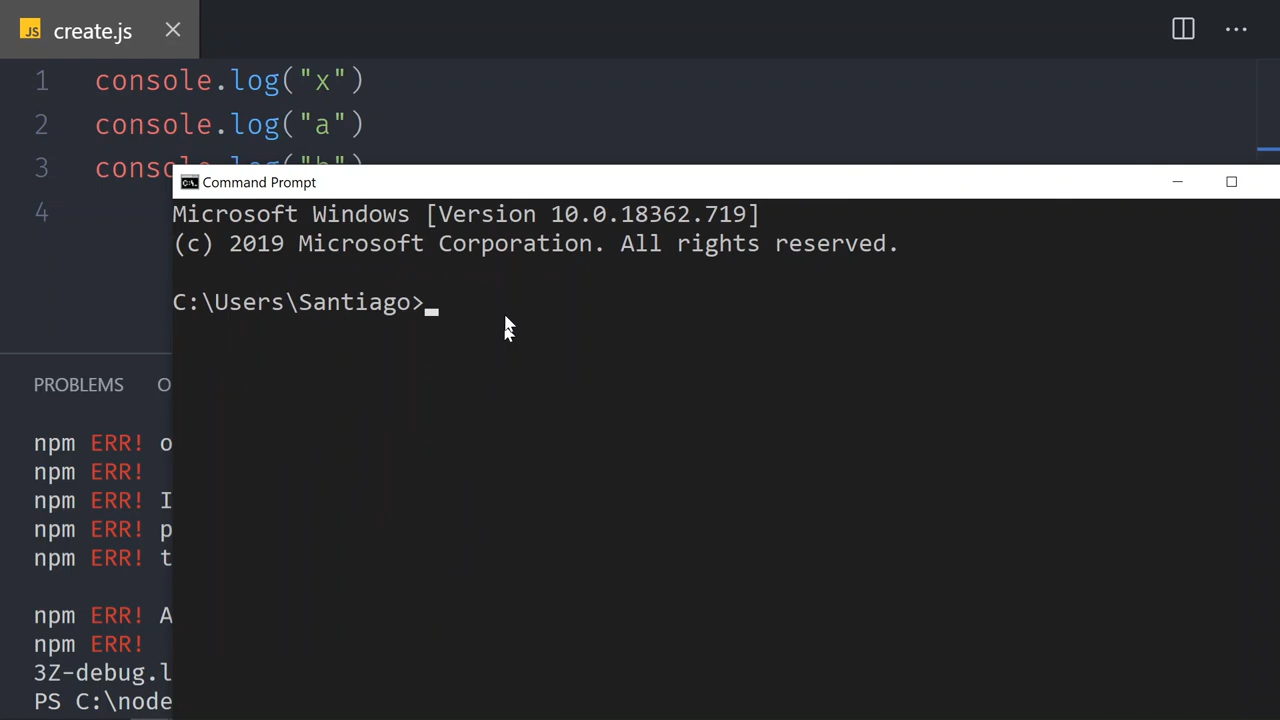 JS create.js
1 console.log("x")
2 console.log("a")
3
4
Command Prompt
Microsoft Windows [Version 10.0.18362.719]
(c) 2019 Microsoft Corporation. All rights reserved.
C:\Users\Santiago>
PROBLEMS O
npm ERR! o
npm ERR!
npm ERR! I
npm ERR! p
npm ERR! t
npm ERR! A
npm ERR!
3Z-debug.l
PS C:\node